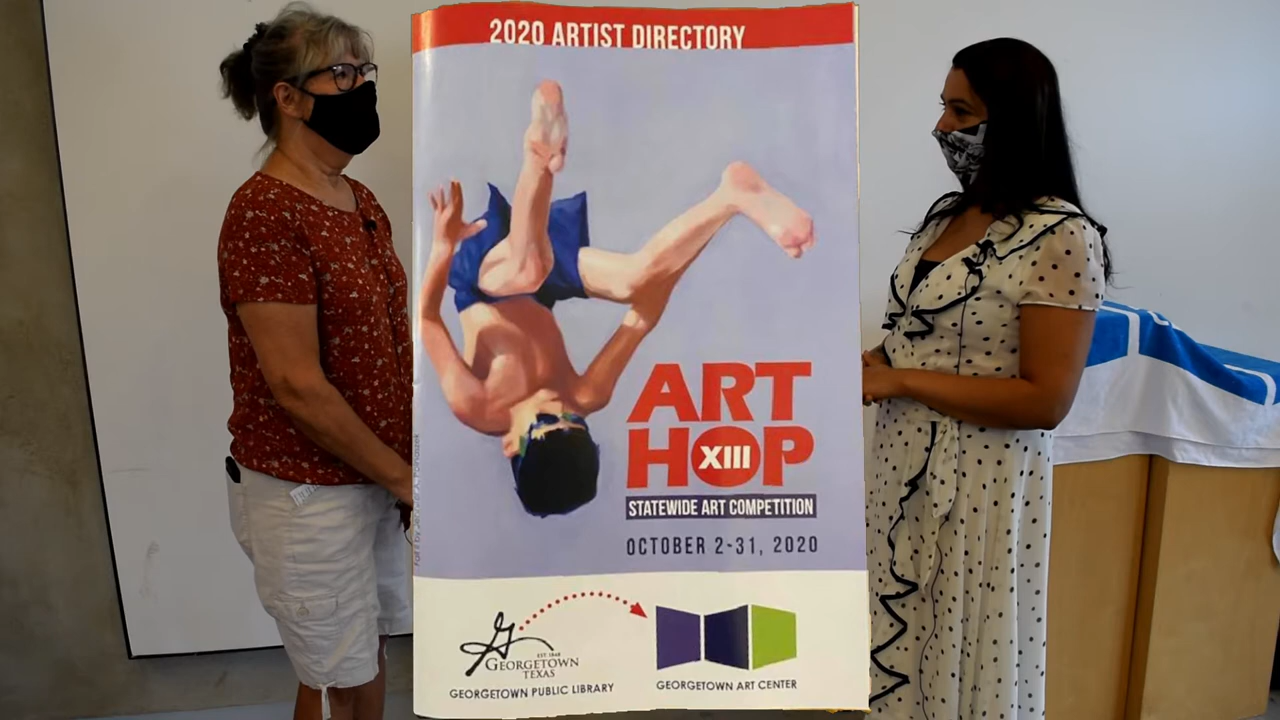 2020 ARTIST DIRECTORY
ART
HOP
XIII
STATEWIDE ART COMPETITION
OCTOBER 2-31, 2020
EST. 1848
GEORGETOWN
TEXAS
GEORGETOWN PUBLIC LIBRARY
GEORGETOWN ART CENTER